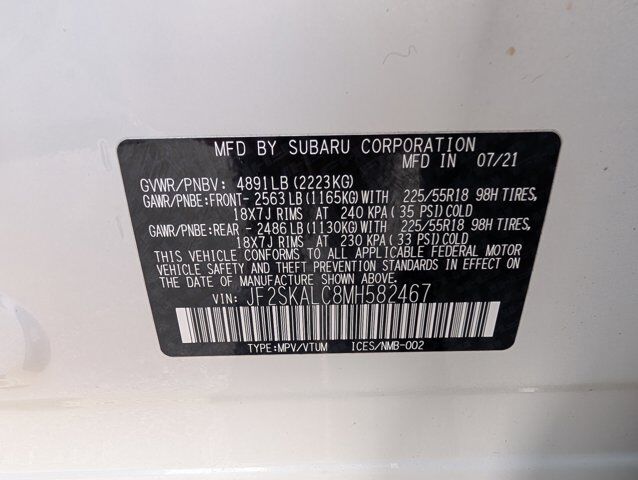 MFD BY SUBARU CORPORATION
MFD IN 07/21
GVWR/PNBV: 4891LB(2223KG)
GAWR/PNBE:FRONT- 2563LB(1165KG)WITH 225/55R18 98H TIRES,
18X7J RIMS AT 240 KPA(35 PSI)COLD
GAWR/PNBE:REAR - 2486LB(1130KG)WITH 225/55R18 98H TIRES,
18X7J RIMS AT 230 KPA(33 PSI)COLD
THIS VEHICLE CONFORMS TO ALL APPLICABLE FEDERAL MOTOR
VEHICLE SAFETY AND THEFT PREVENTION STANDARDS IN EFFECT ON
THE DATE OF MANUFACTURE SHOWN ABOVE.
VIN: JF2SKALC8MH582467
TYPE:MPV/VTUM ICES/NMB-002